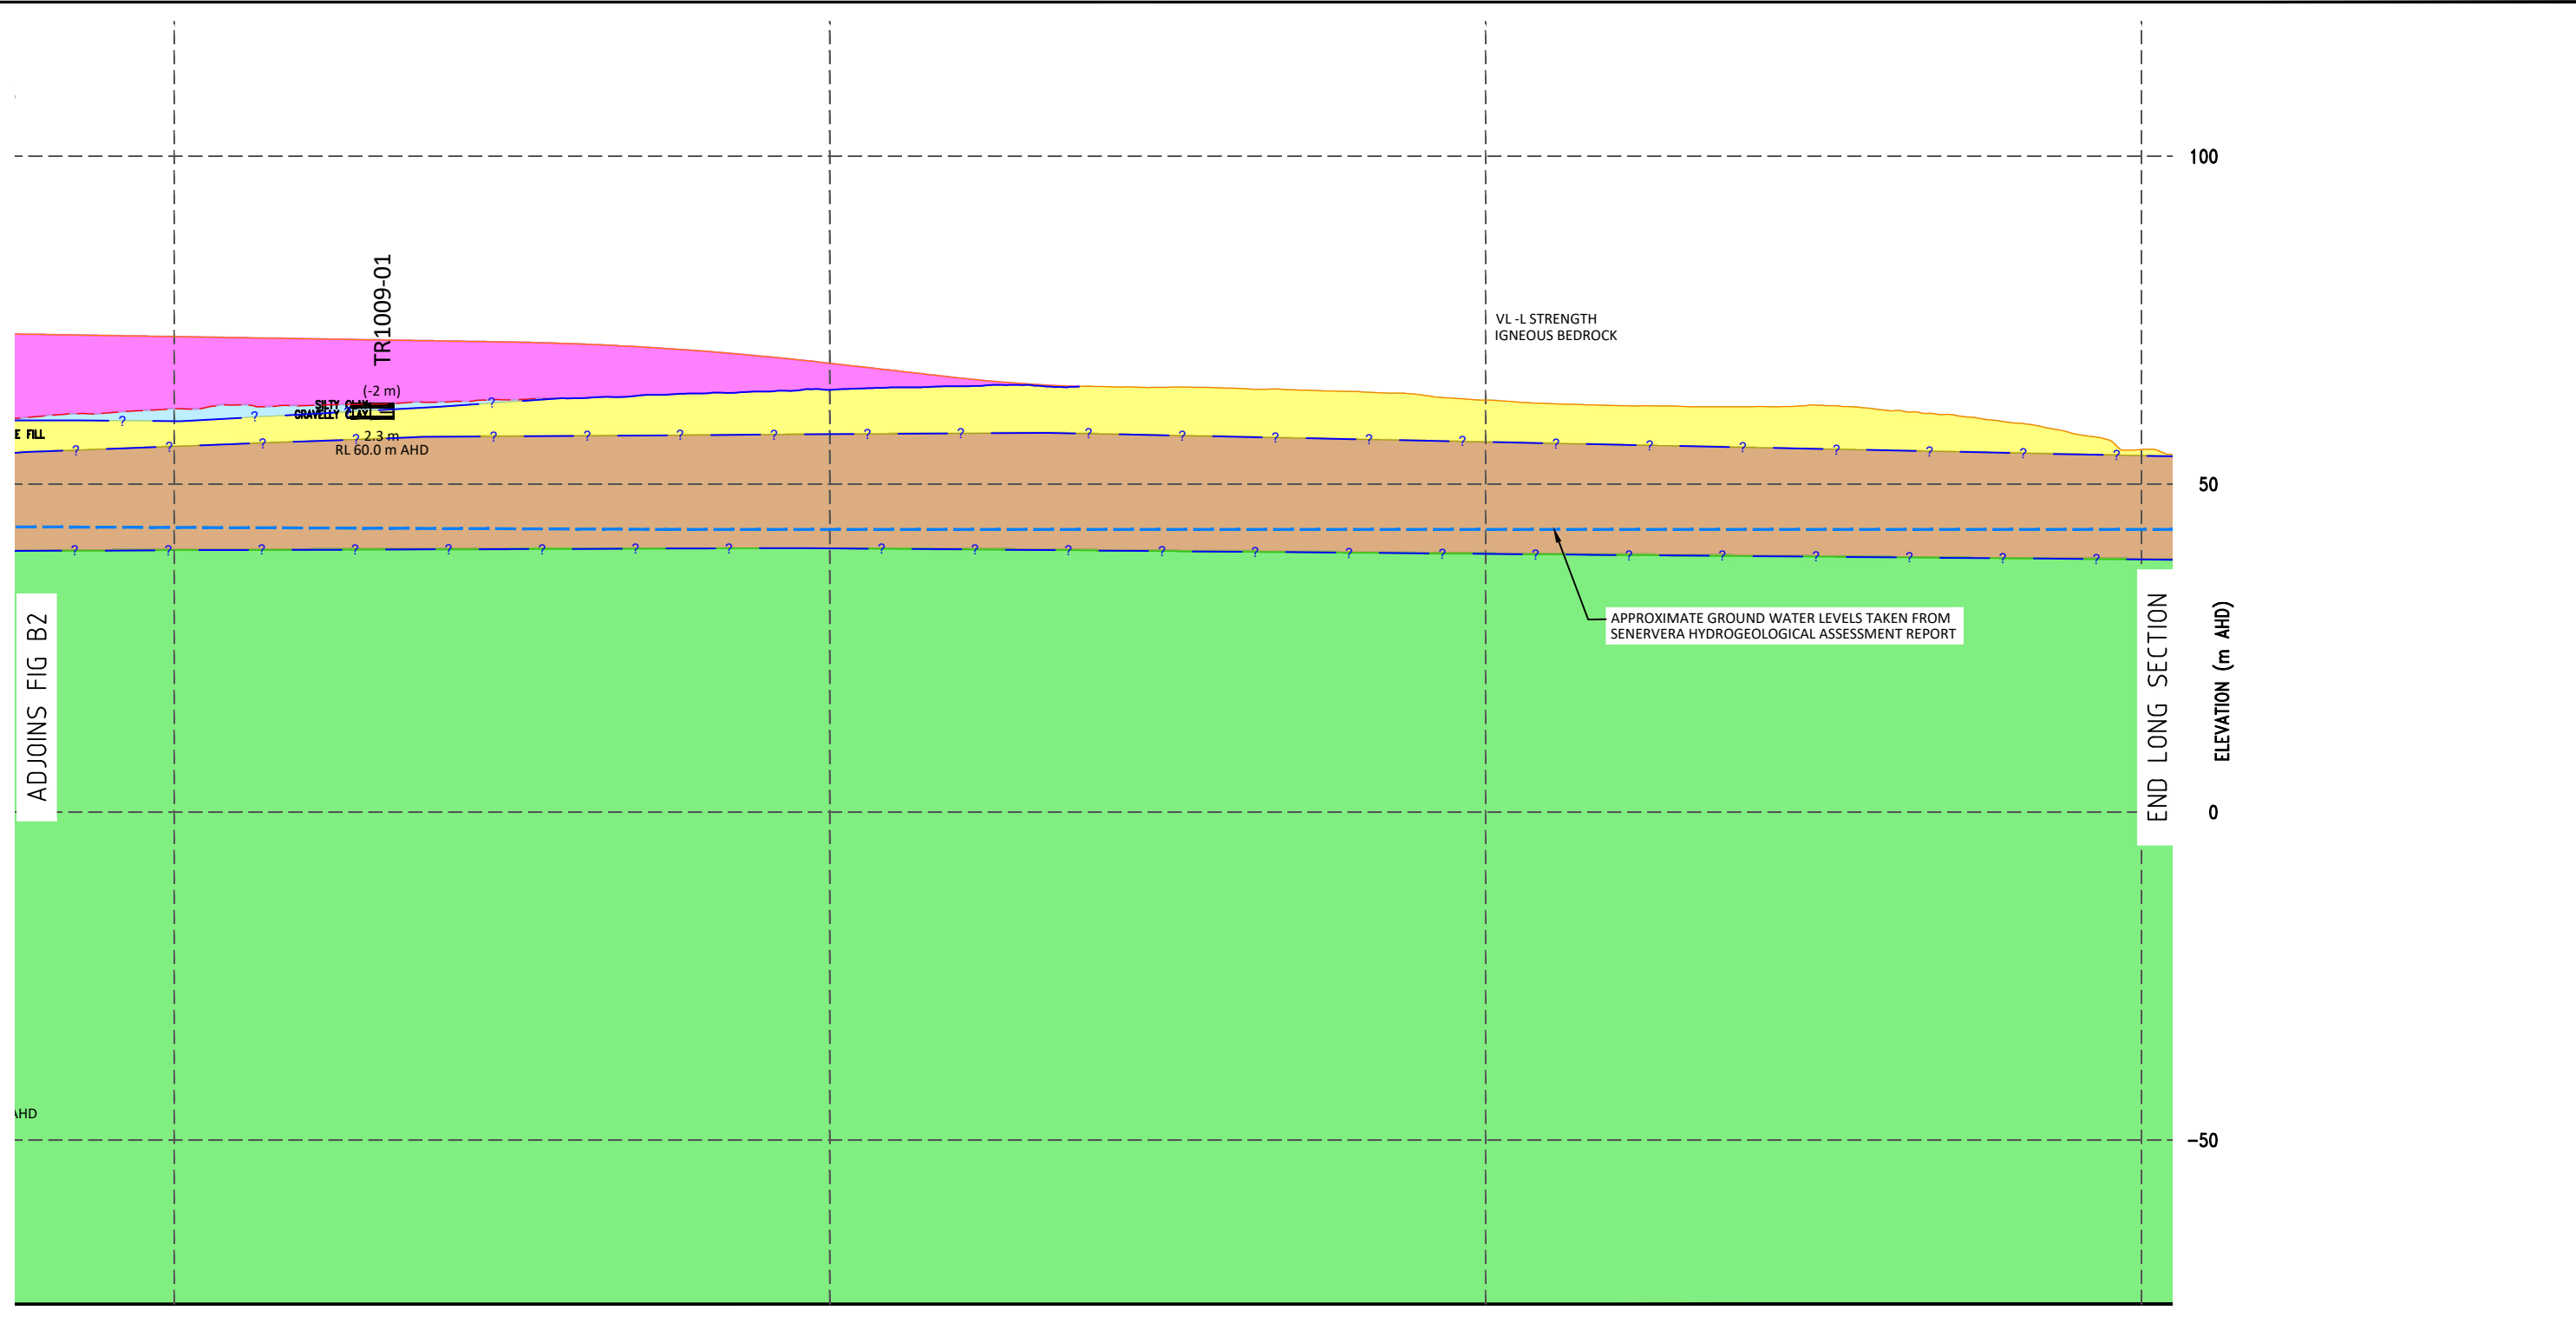 100
TR1009-01
VL -L STRENGTH
IGNEOUS BEDROCK
(-2 m)
SILTY CLAY
GRAVELLY CLAY
E FILL
2.3 m
RL 60.0 m AHD
50
APPROXIMATE GROUND WATER LEVELS TAKEN FROM
SENERVERA HYDROGEOLOGICAL ASSESSMENT REPORT
ADJOINS FIG B2
END LONG SECTION
ELEVATION (m AHD)
0
AHD
-50